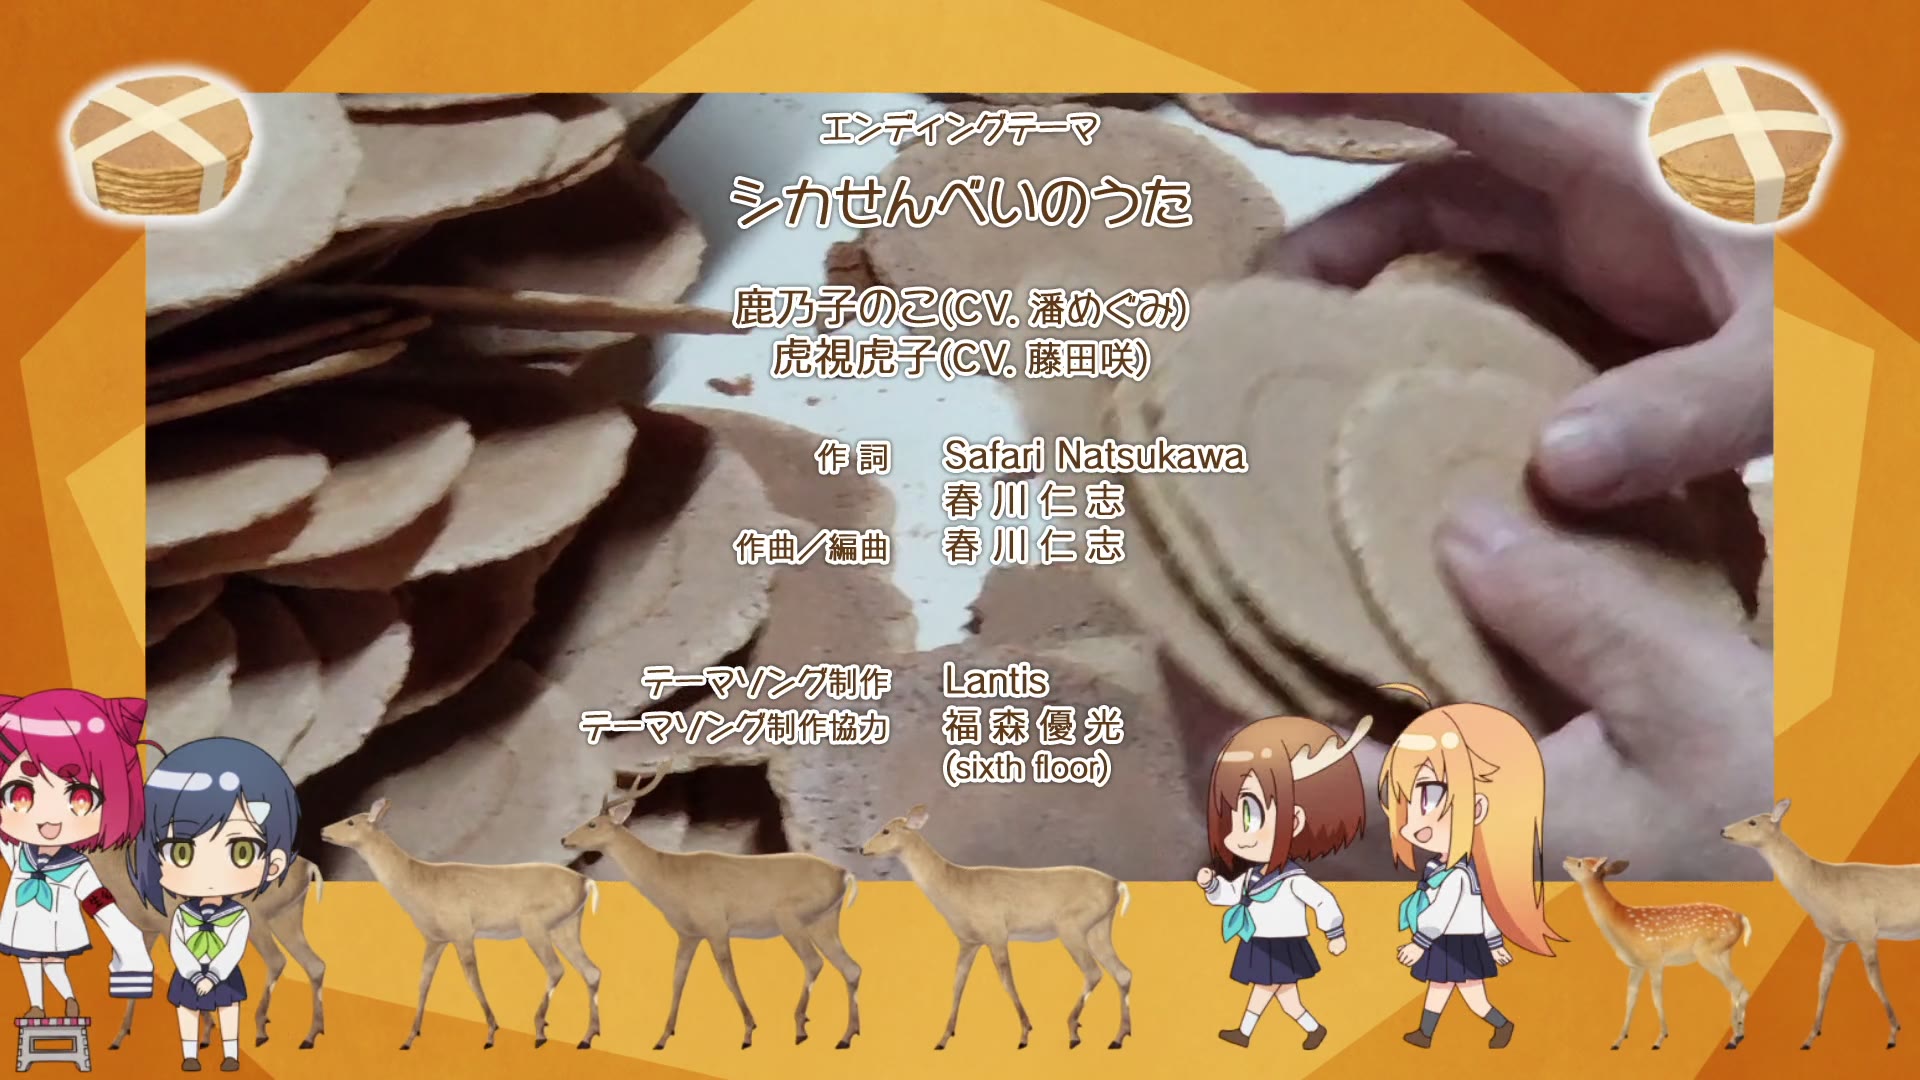 エンディングテーマ
シカせんべいのうた
鹿乃子のこ(CV. 潘めぐみ)
虎視虎子(CV. 藤田咲)
作 詞 Safari Natsukawa
春 川 仁 志
作曲／編曲 春 川 仁 志
テーマソング制作 Lantis
テーマソング制作協力 福 森 優 光
(sixth floor)